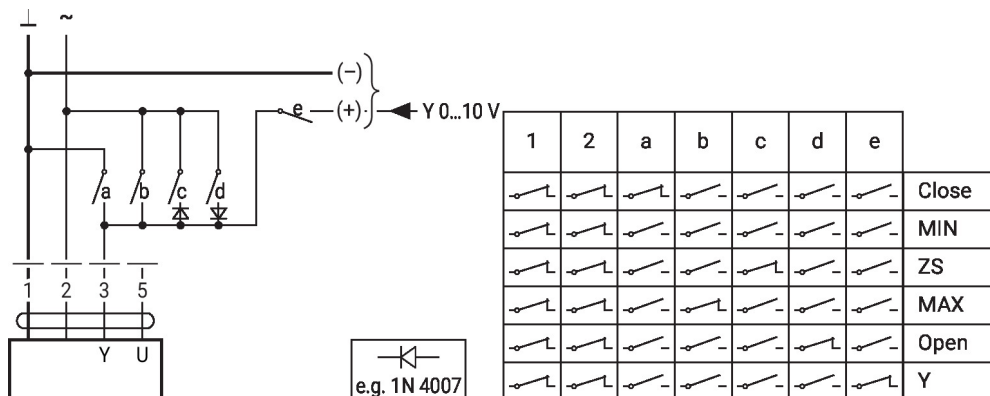 ⊥ ~
(–)
e (+) Y 0...10 V
a b c d
1 2 3 5
Y U
e.g. 1N 4007
1 2 a b c d e
Close
MIN
ZS
MAX
Open
Y